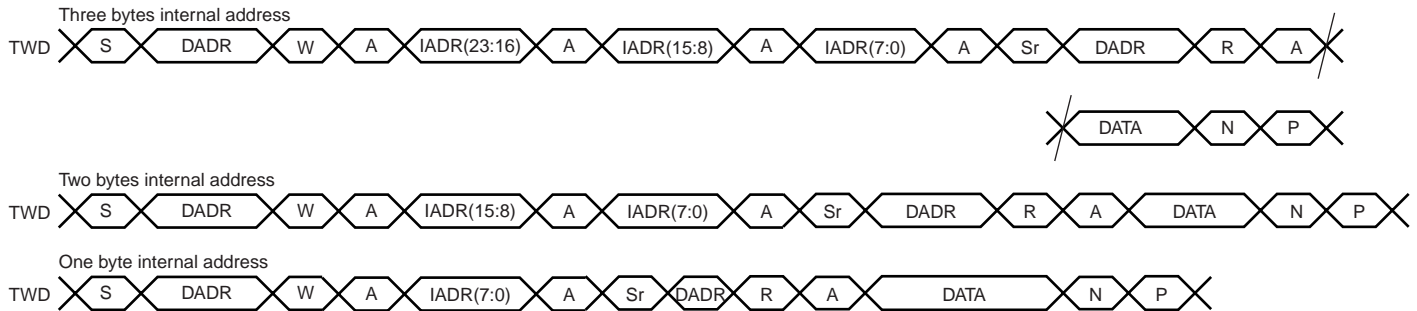 Three bytes internal address
TWD S DADR W A IADR(23:16) A IADR(15:8) A IADR(7:0) A Sr DADR R A
DATA N P
Two bytes internal address
TWD S DADR W A IADR(15:8) A IADR(7:0) A Sr DADR R A DATA N P
One byte internal address
TWD S DADR W A IADR(7:0) A Sr DADR R A DATA N P